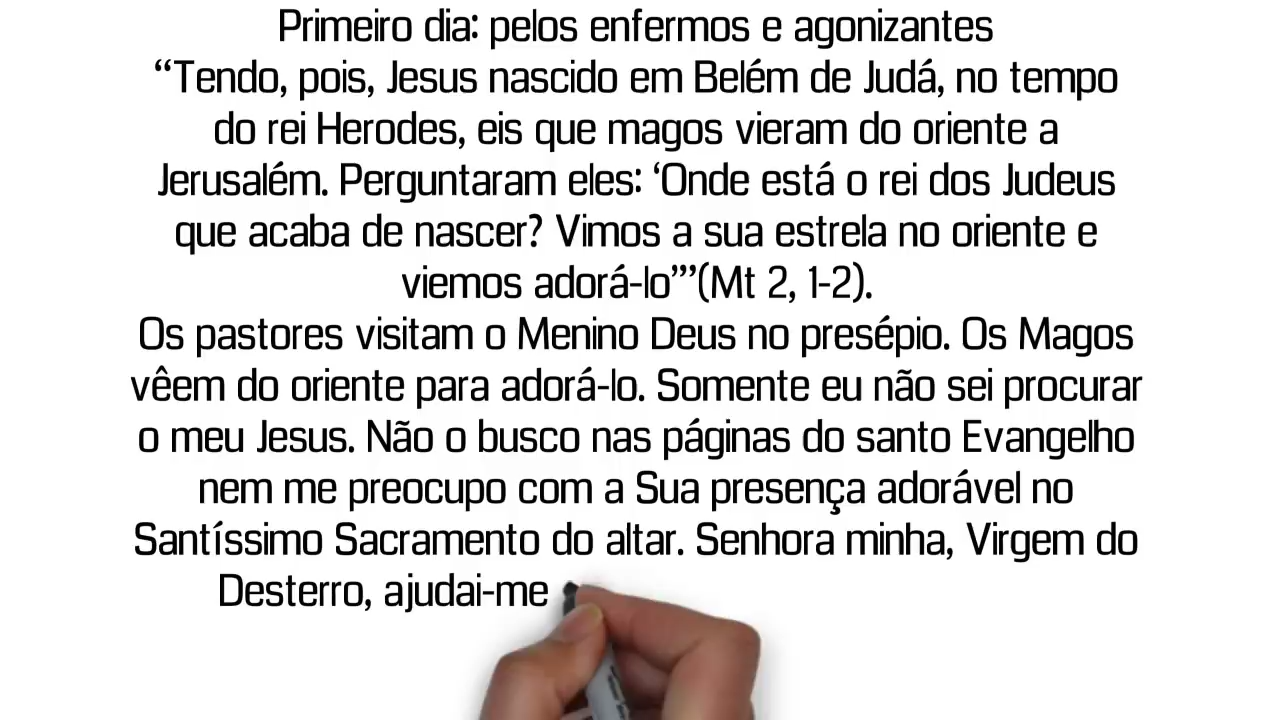 Primeiro dia: pelos enfermos e agonizantes
“Tendo, pois, Jesus nascido em Belém de Judá, no tempo
do rei Herodes, eis que magos vieram do oriente a
Jerusalém. Perguntaram eles: ‘Onde está o rei dos Judeus
que acaba de nascer? Vimos a sua estrela no oriente e
viemos adorá-lo’”(Mt 2, 1-2).
Os pastores visitam o Menino Deus no presépio. Os Magos
vêem do oriente para adorá-lo. Somente eu não sei procurar
o meu Jesus. Não o busco nas páginas do santo Evangelho
nem me preocupo com a Sua presença adorável no
Santíssimo Sacramento do altar. Senhora minha, Virgem do
Desterro, ajudai-me